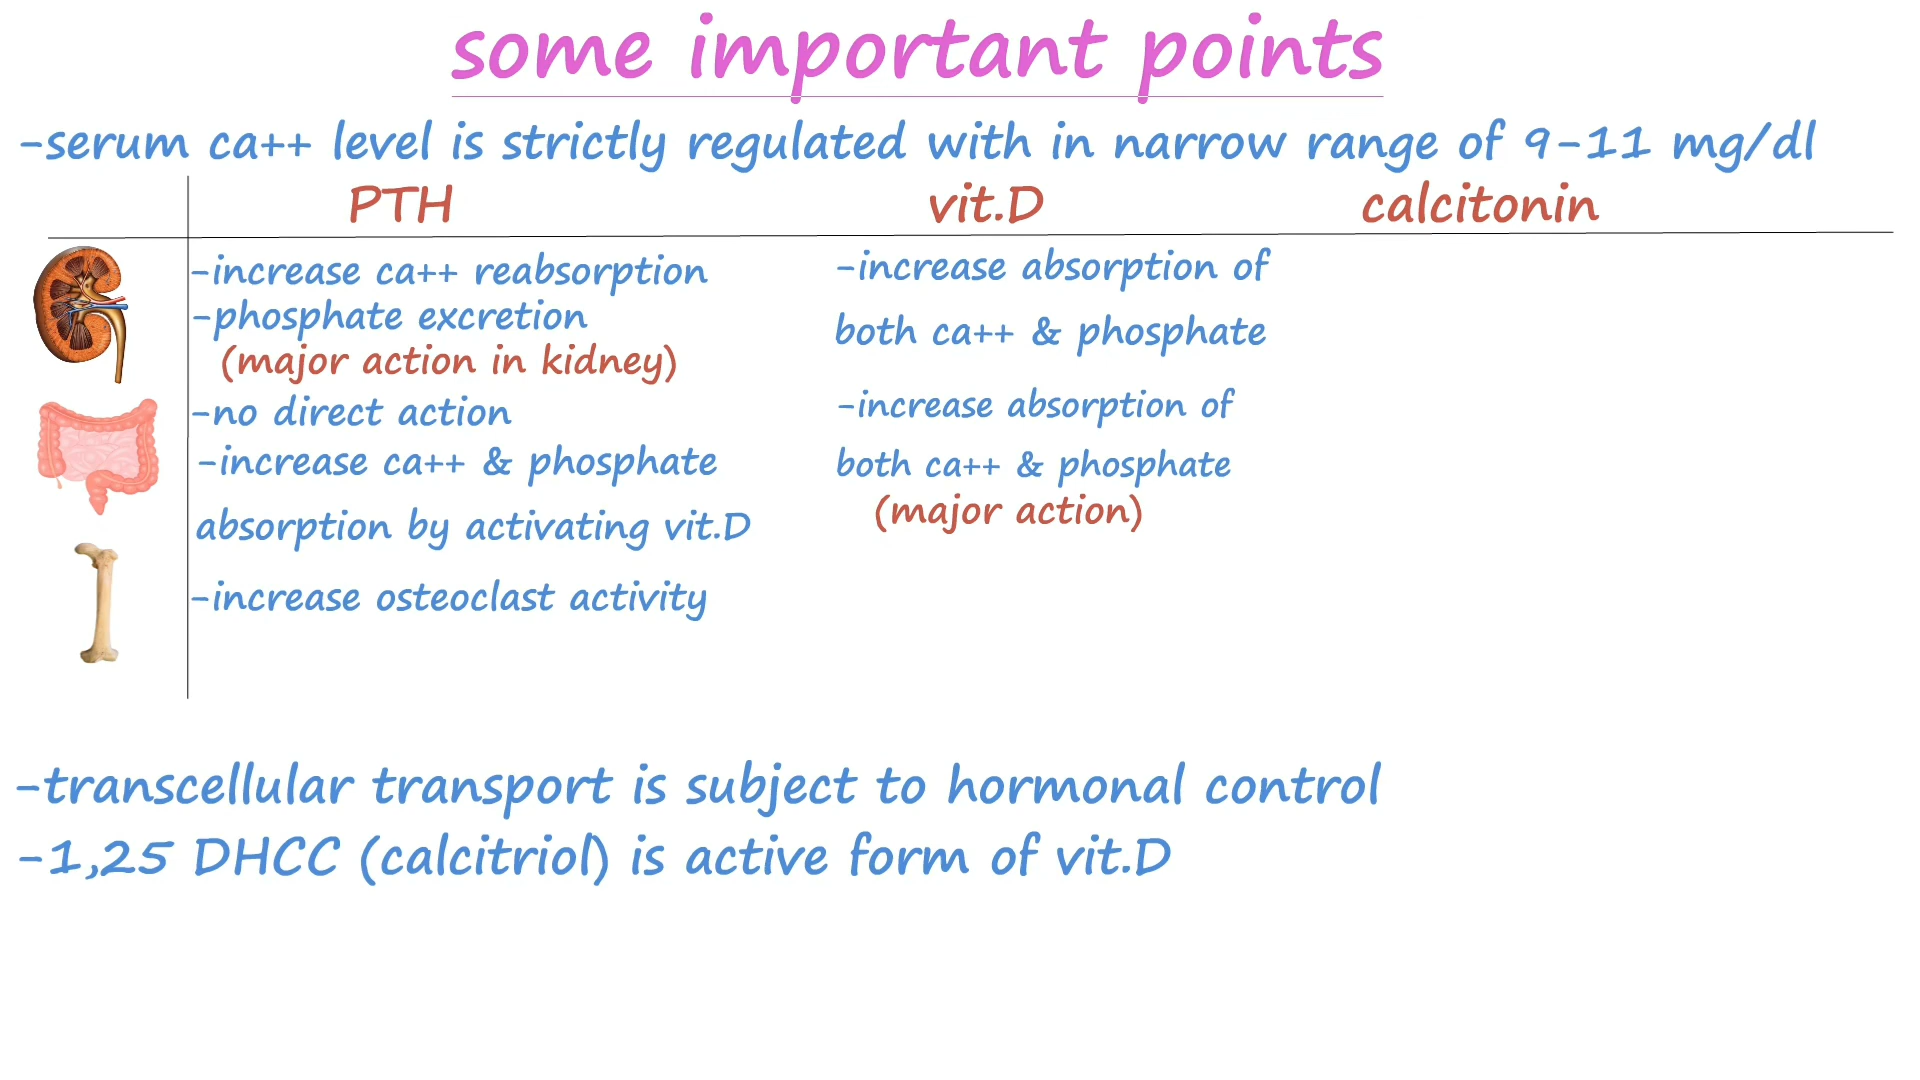 some important points
-serum ca++ level is strictly regulated with in narrow range of 9-11 mg/dl
PTH vit.D calcitonin
-increase ca++ reabsorption
-phosphate excretion
(major action in kidney)
-increase absorption of
both ca++ & phosphate
-no direct action
-increase ca++ & phosphate
absorption by activating vit.D
-increase absorption of
both ca++ & phosphate
(major action)
-increase osteoclast activity
-transcellular transport is subject to hormonal control
-1,25 DHCC (calcitriol) is active form of vit.D